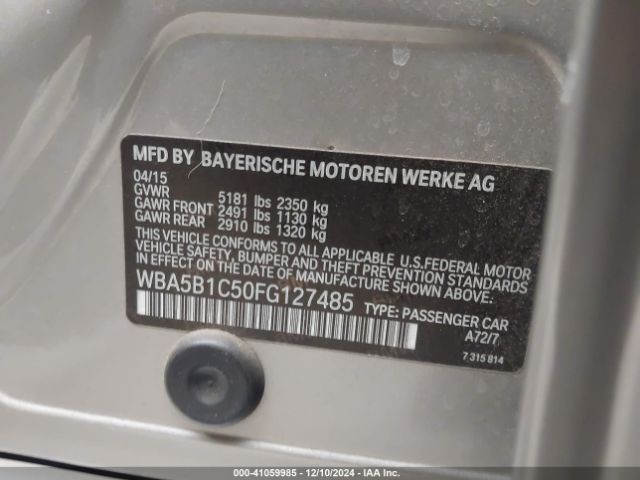 MFD BY BAYERISCHE MOTOREN WERKE AG
04/15
GVWR 5181 lbs 2350 kg
GAWR FRONT 2491 lbs 1130 kg
GAWR REAR 2910 lbs 1320 kg
THIS VEHICLE CONFORMS TO ALL APPLICABLE U.S.FEDERAL MOTOR
VEHICLE SAFETY, BUMPER AND THEFT PREVENTION STANDARDS
IN EFFECT ON THE DATE OF MANUFACTURE SHOWN ABOVE.
WBA5B1C50FG127485 TYPE: PASSENGER CAR
A72/7
7 315 814
000-41059985 - 12/10/2024 - IAA, Inc.